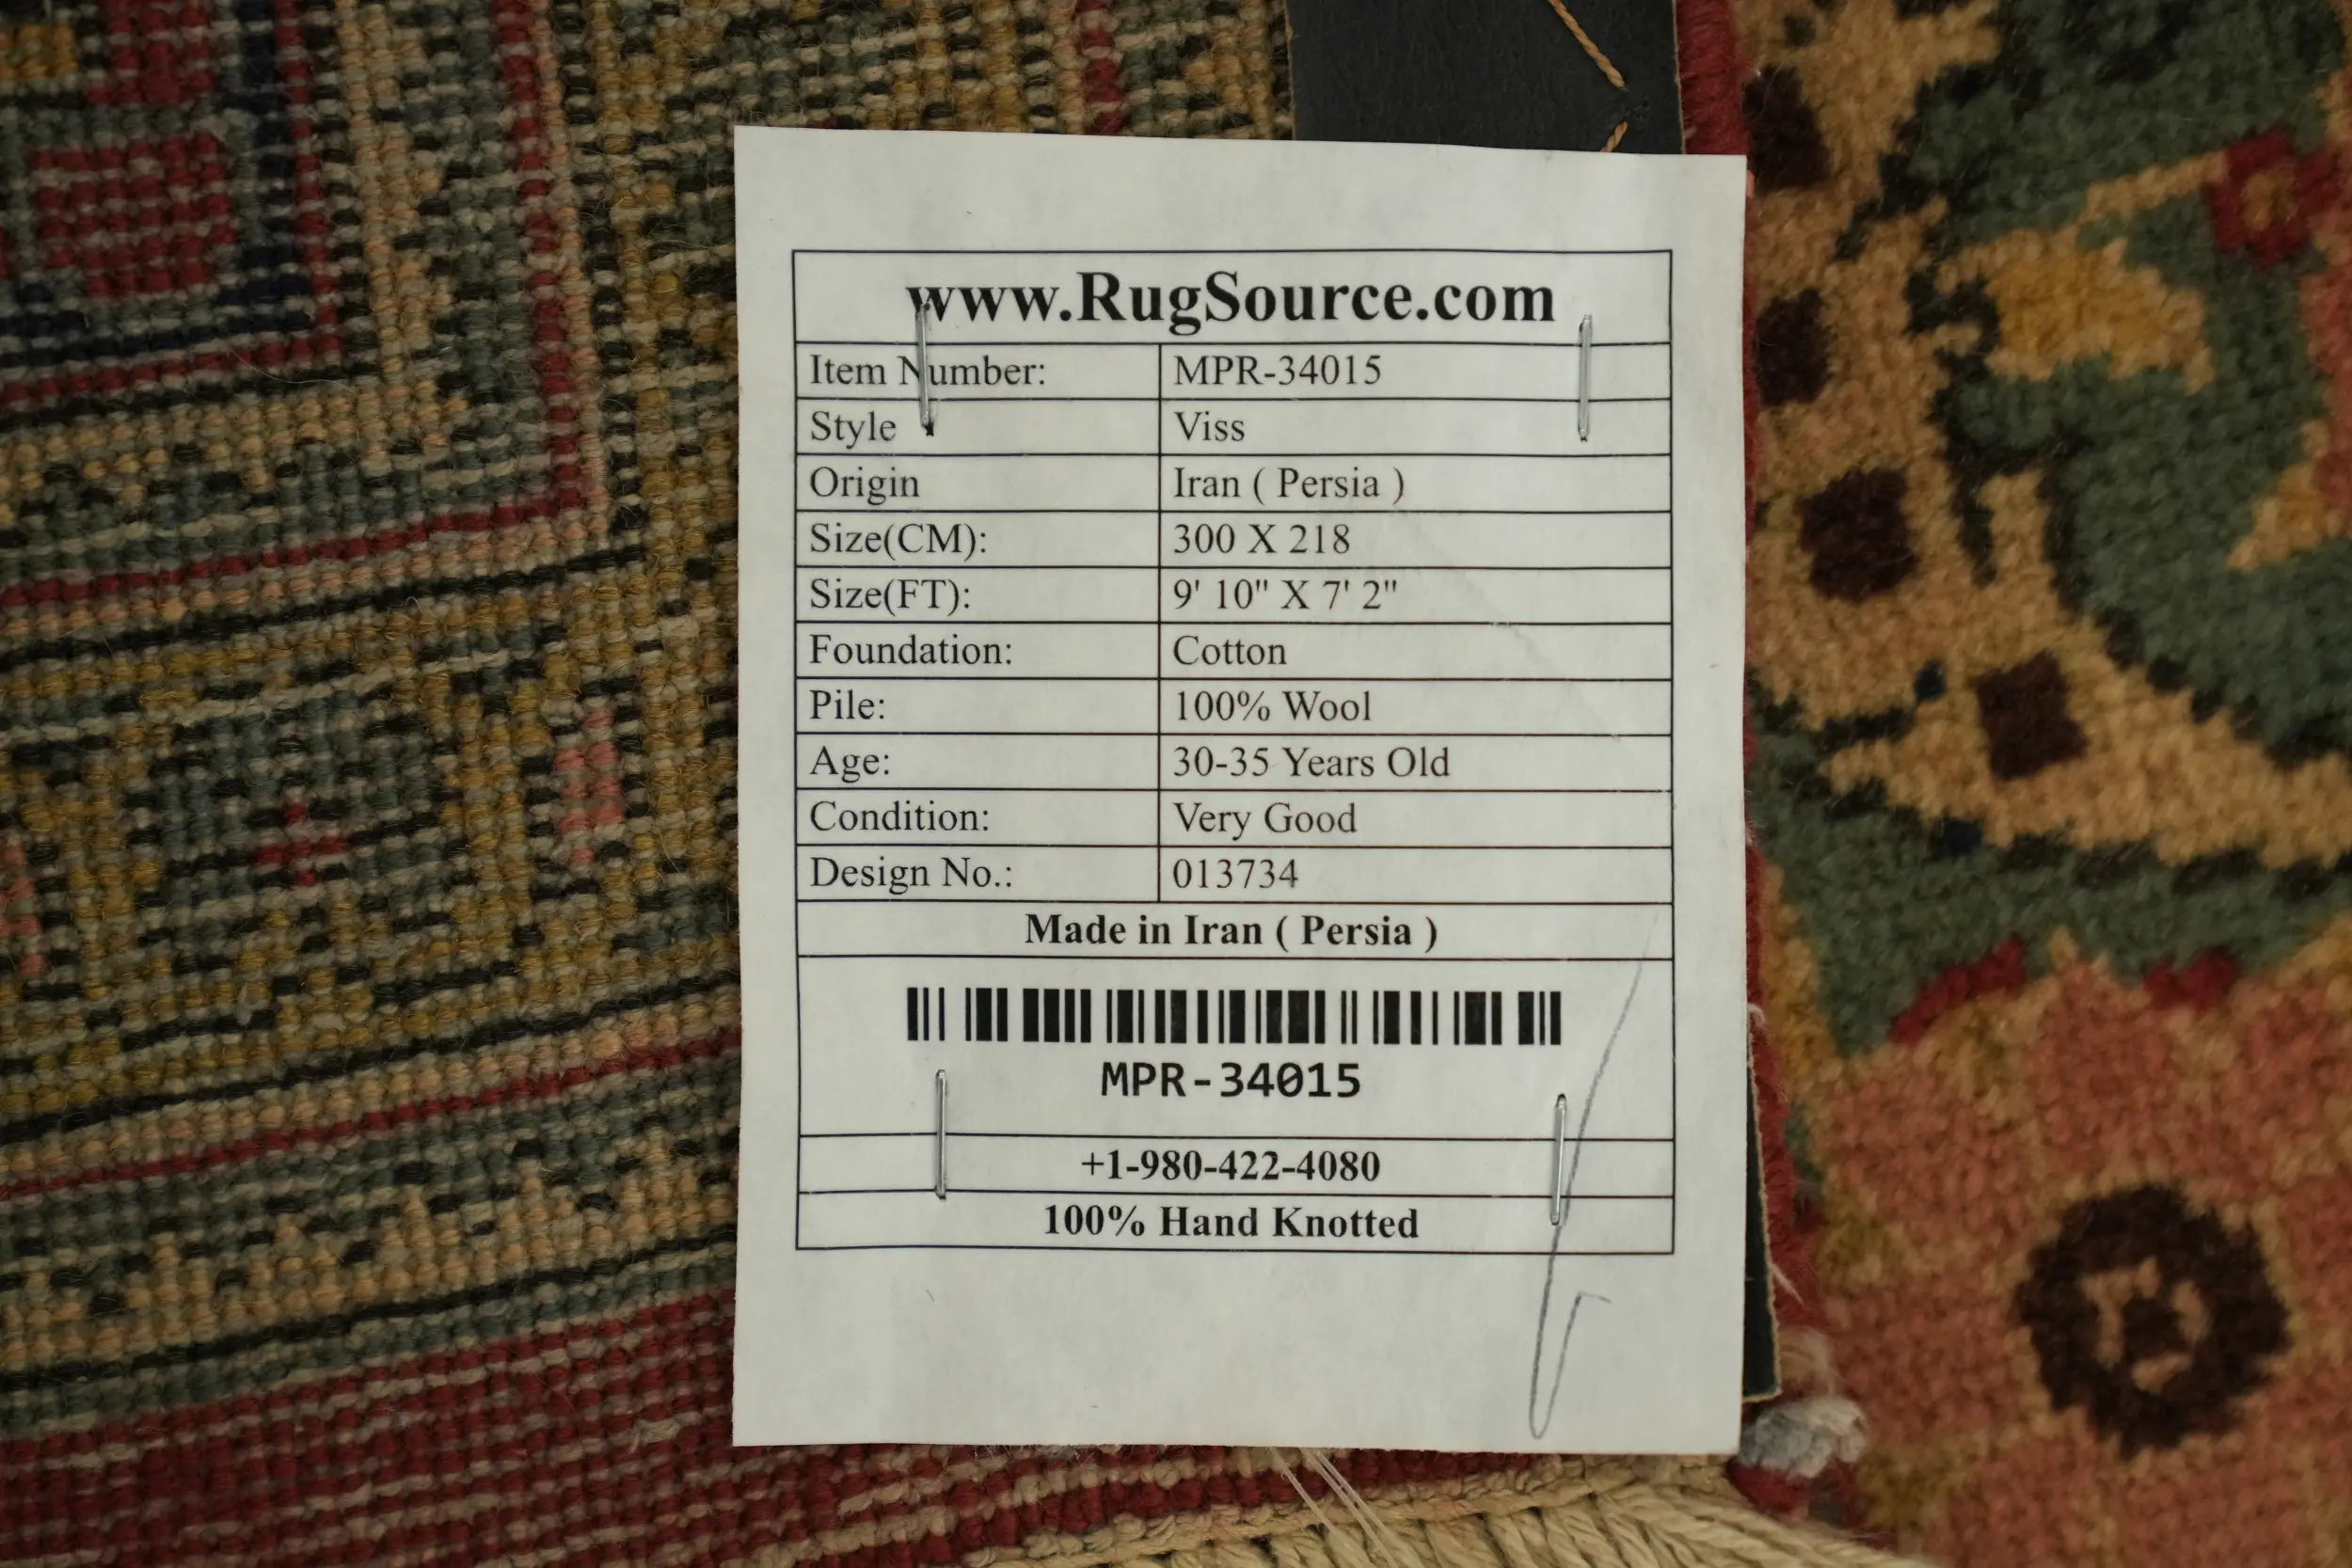 www.RugSource.com
Item Number: MPR-34015
Style Viss
Origin Iran ( Persia )
Size(CM): 300 X 218
Size(FT): 9' 10" X 7' 2"
Foundation: Cotton
Pile: 100% Wool
Age: 30-35 Years Old
Condition: Very Good
Design No.: 013734
Made in Iran ( Persia )
MPR-34015
+1-980-422-4080
100% Hand Knotted